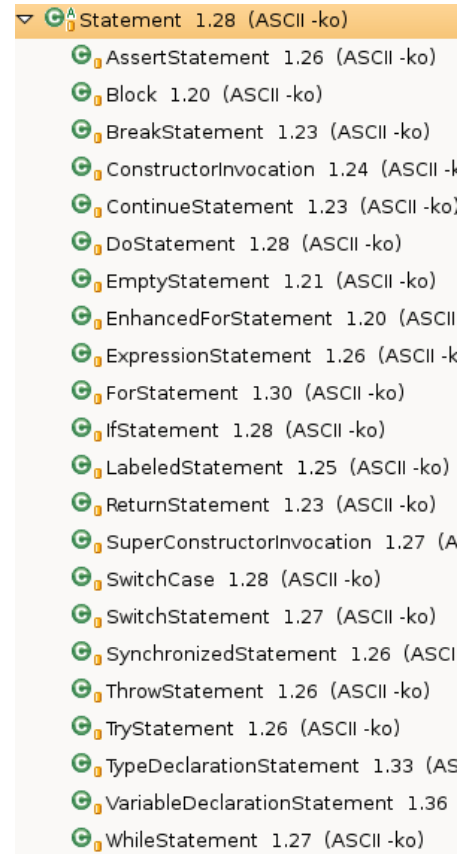 Statement 1.28 (ASCII -ko)
AssertStatement 1.26 (ASCII -ko)
Block 1.20 (ASCII -ko)
BreakStatement 1.23 (ASCII -ko)
ConstructorInvocation 1.24 (ASCII -k
ContinueStatement 1.23 (ASCII -ko)
DoStatement 1.28 (ASCII -ko)
EmptyStatement 1.21 (ASCII -ko)
EnhancedForStatement 1.20 (ASCII
ExpressionStatement 1.26 (ASCII -k
ForStatement 1.30 (ASCII -ko)
IfStatement 1.28 (ASCII -ko)
LabeledStatement 1.25 (ASCII -ko)
ReturnStatement 1.23 (ASCII -ko)
SuperConstructorInvocation 1.27 (A
SwitchCase 1.28 (ASCII -ko)
SwitchStatement 1.27 (ASCII -ko)
SynchronizedStatement 1.26 (ASCI
ThrowStatement 1.26 (ASCII -ko)
TryStatement 1.26 (ASCII -ko)
TypeDeclarationStatement 1.33 (AS
VariableDeclarationStatement 1.36
WhileStatement 1.27 (ASCII -ko)